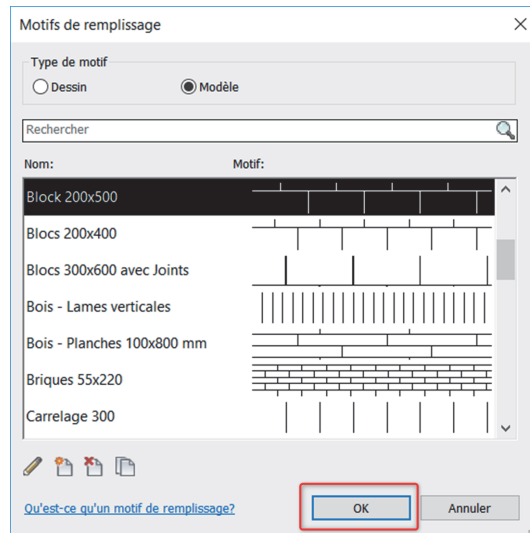 Motifs de remplissage
Type de motif
Dessin Modèle
Rechercher
Nom: Motif:
Block 200x500
Blocs 200x400
Blocs 300x600 avec Joints
Bois - Lames verticales
Bois - Planches 100x800 mm
Briques 55x220
Carrelage 300
Qu'est-ce qu'un motif de remplissage? OK Annuler